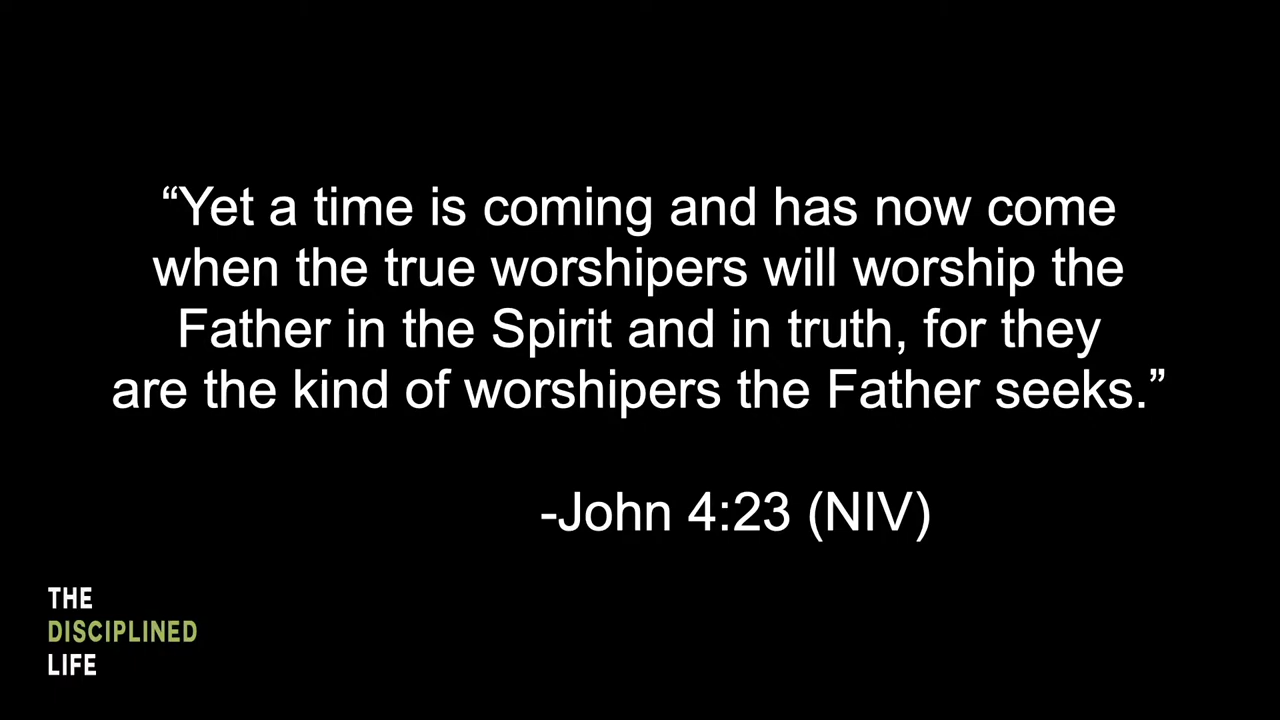 “Yet a time is coming and has now come
when the true worshipers will worship the
Father in the Spirit and in truth, for they
are the kind of worshipers the Father seeks.”
-John 4:23 (NIV)
THE
DISCIPLINED
LIFE